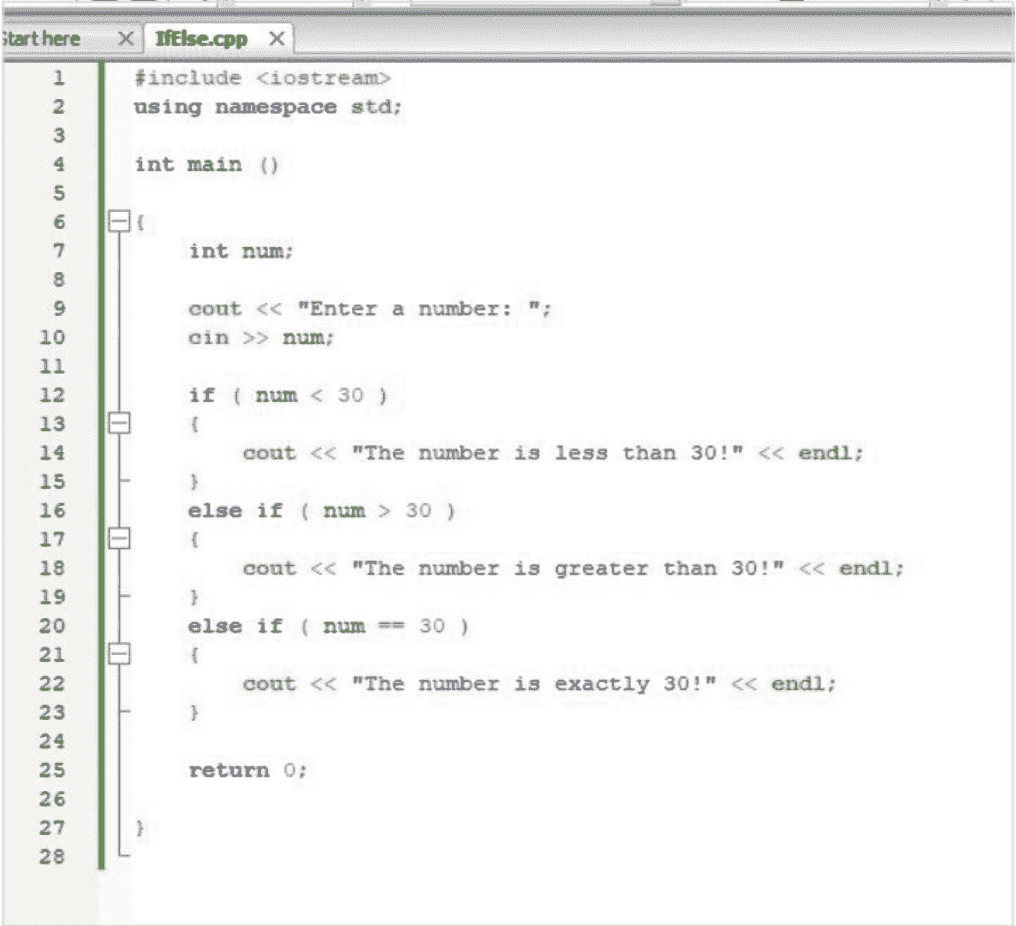 Start here
IfElse.cpp
1 #include <iostream>
2 using namespace std;
3
4 int main ()
5
6 {
7 int num;
8
9 cout << "Enter a number: ";
10 cin >> num;
11
12 if ( num < 30 )
13 {
14 cout << "The number is less than 30!" << endl;
15 }
16 else if ( num > 30 )
17 {
18 cout << "The number is greater than 30!" << endl;
19 }
20 else if ( num == 30 )
21 {
22 cout << "The number is exactly 30!" << endl;
23 }
24
25 return 0;
26
27 }
28